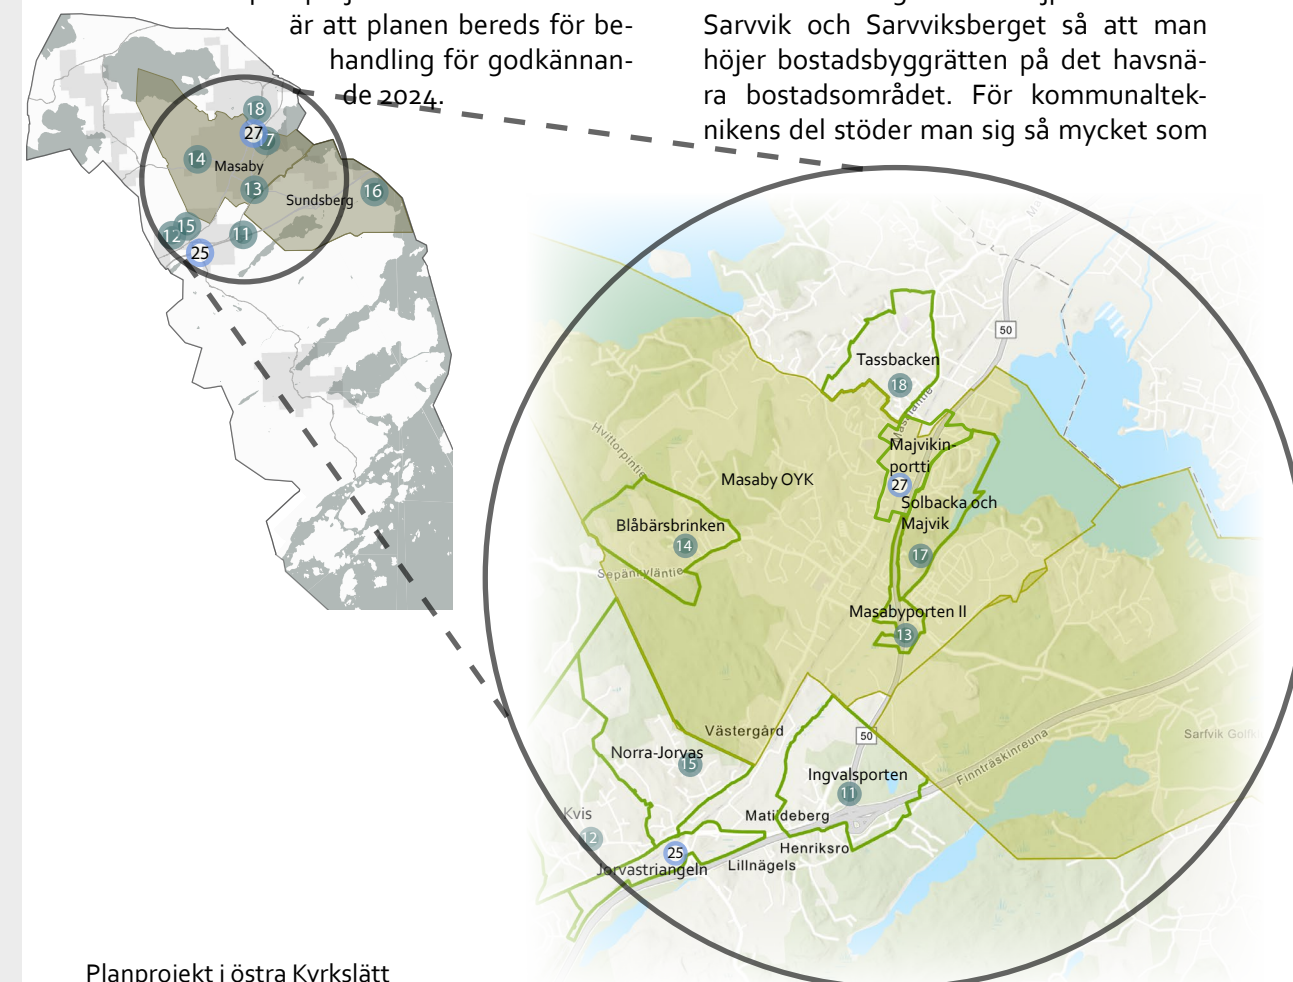 är att planen bereds för be-
handling för godkännan-
de 2024.
Sarvvik och Sarvviksberget så att man
höjer bostadsbyggrätten på det havsnä-
ra bostadsområdet. För kommunaltek-
nikens del stöder man sig så mycket som
18
27
17
14
Masaby
13
16
Sundsberg
15
12
11
25
50
Tassbacken
18
Majvikin-
portti
27
Hvittorpintie
Masaby OYK
Solbacka och
Majvik
Blåbärsbrinken
14
17
Sepänkyläntie
Masabyporten II
13
Västergård
50
Sarfvik
Norra-Jorvas
15
Finnträskinreuna
Ingvalsporten
11
Kvis
Matildeberg
12
Henriksro
25
Lillnägels
Jorvastriangeln
Planprojekt i östra Kyrkslätt